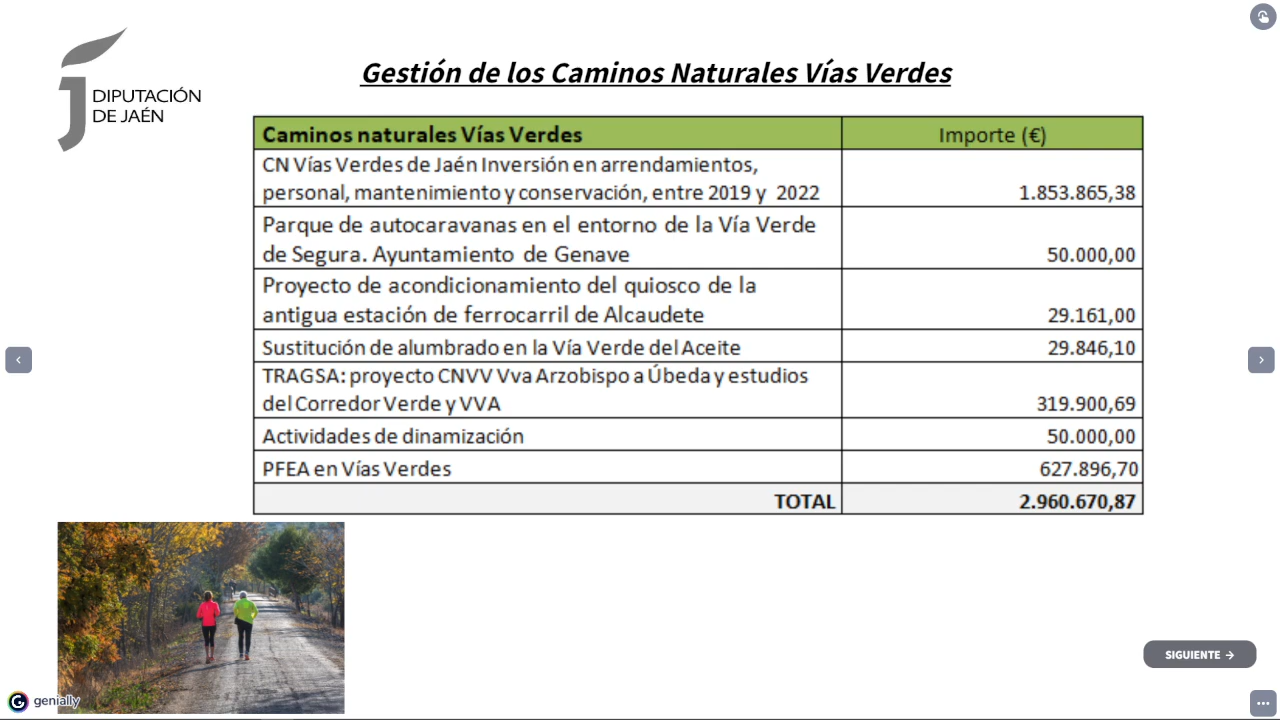 DIPUTACIÓN
DE JAÉN
Gestión de los Caminos Naturales Vías Verdes
Caminos naturales Vías Verdes Importe (€)
CN Vías Verdes de Jaén Inversión en arrendamientos,
personal, mantenimiento y conservación, entre 2019 y 2022 1.853.865,38
Parque de autocaravanas en el entorno de la Vía Verde
de Segura. Ayuntamiento de Genave 50.000,00
Proyecto de acondicionamiento del quiosco de la
antigua estación de ferrocarril de Alcaudete 29.161,00
Sustitución de alumbrado en la Vía Verde del Aceite 29.846,10
TRAGSA: proyecto CNVV Vva Arzobispo a Úbeda y estudios
del Corredor Verde y VVA 319.900,69
Actividades de dinamización 50.000,00
PFEA en Vías Verdes 627.896,70
TOTAL 2.960.670,87
SIGUIENTE →
genially